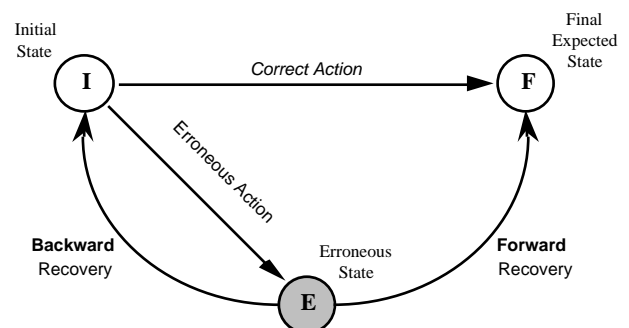 Initial
State
Final
Expected
State
I
Correct Action
F
Erroneous Action
Backward
Recovery
Erroneous
State
Forward
Recovery
E